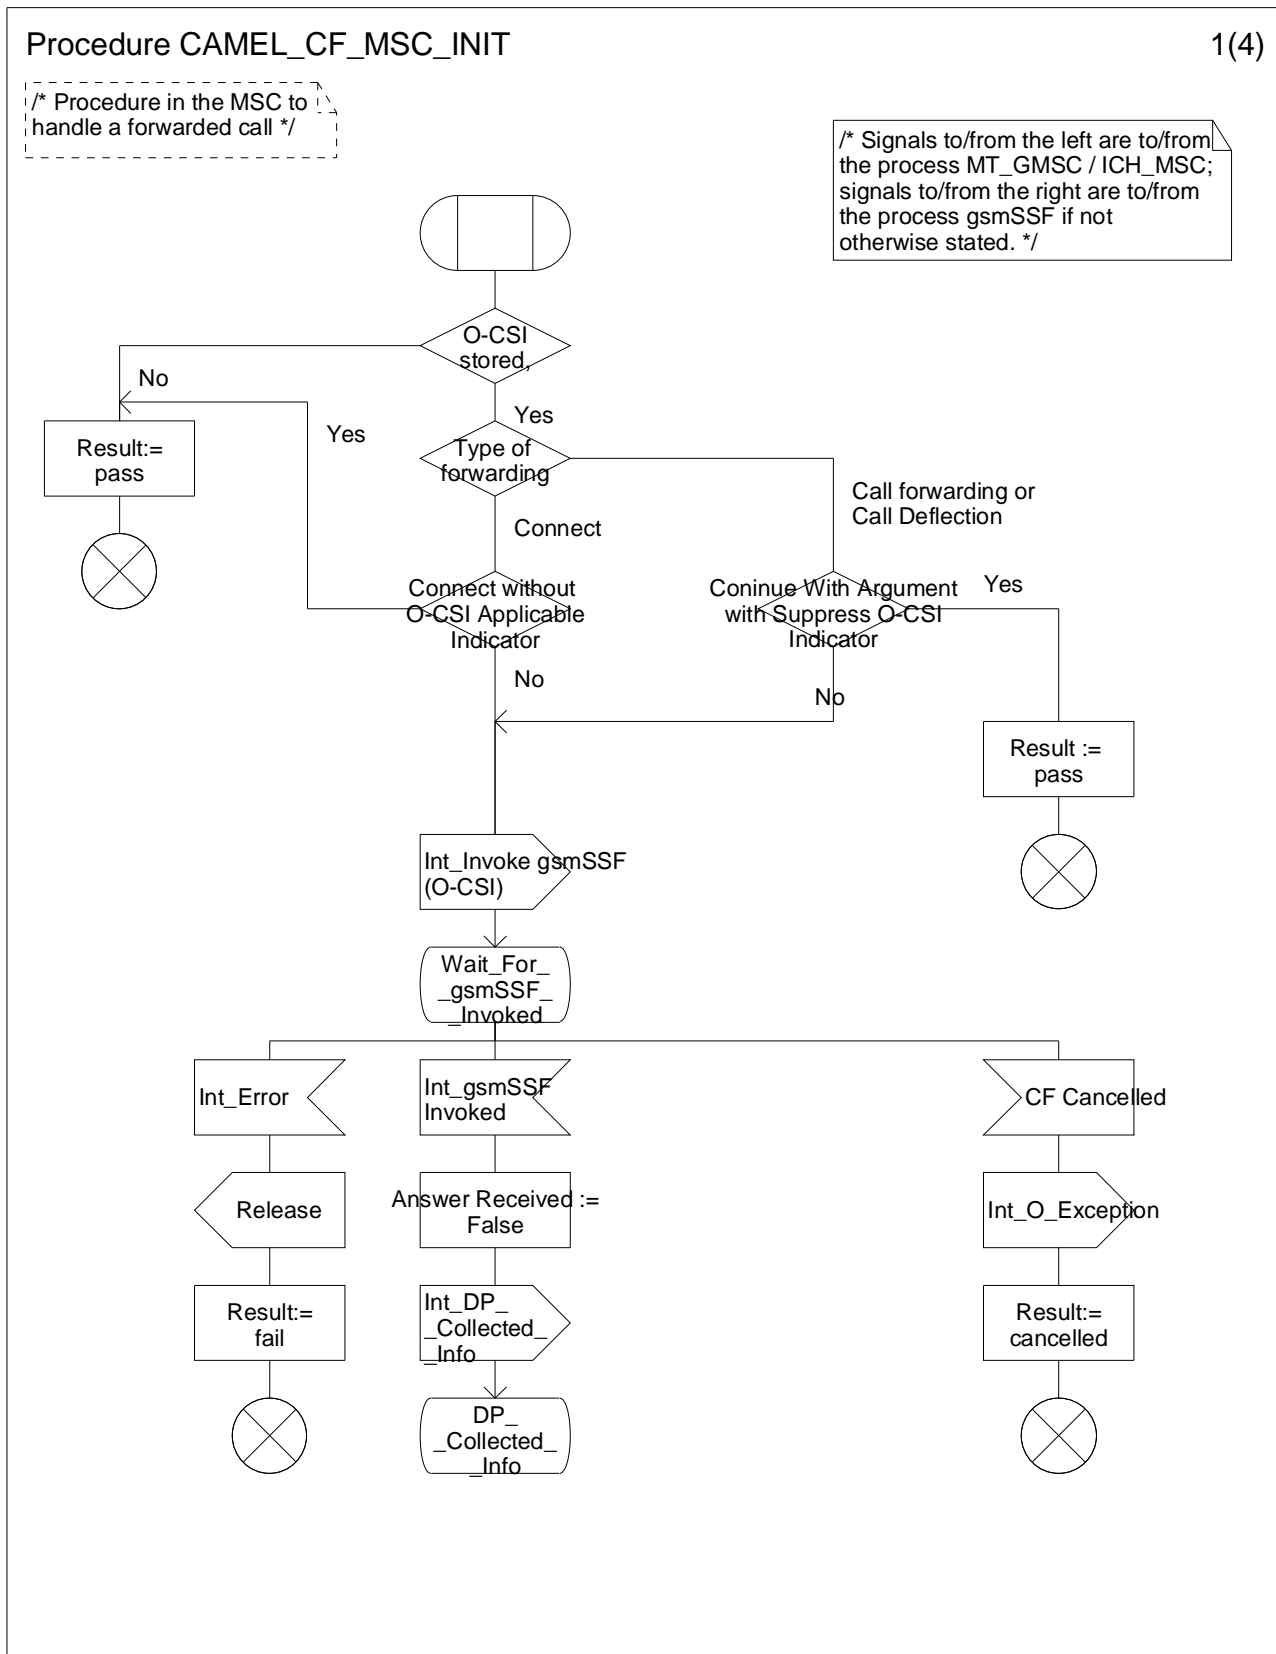 Procedure CAMEL_CF_MSC_INIT
1(4)
/* Procedure in the MSC to
handle a forwarded call */
/* Signals to/from the left are to/from
the process MT_GMSC / ICH_MSC;
signals to/from the right are to/from
the process gsmSSF if not
otherwise stated. */
O-CSI
stored,
No
Yes
Yes
Result:=
pass
Type of
forwarding
Call forwarding or
Call Deflection
Connect
Connect without
O-CSI Applicable
Indicator
Coninue With Argument
with Suppress O-CSI
Indicator
Yes
No
No
Result :=
pass
Int_Invoke gsmSSF
(O-CSI)
Wait_For_
_gsmSSF_
_Invoked
Int_Error
Int_gsmSSF
Invoked
CF Cancelled
Release
Answer Received :=
False
Int_O_Exception
Result:=
fail
Int_DP_
_Collected_
_Info
Result:=
cancelled
DP_
_Collected_
_Info